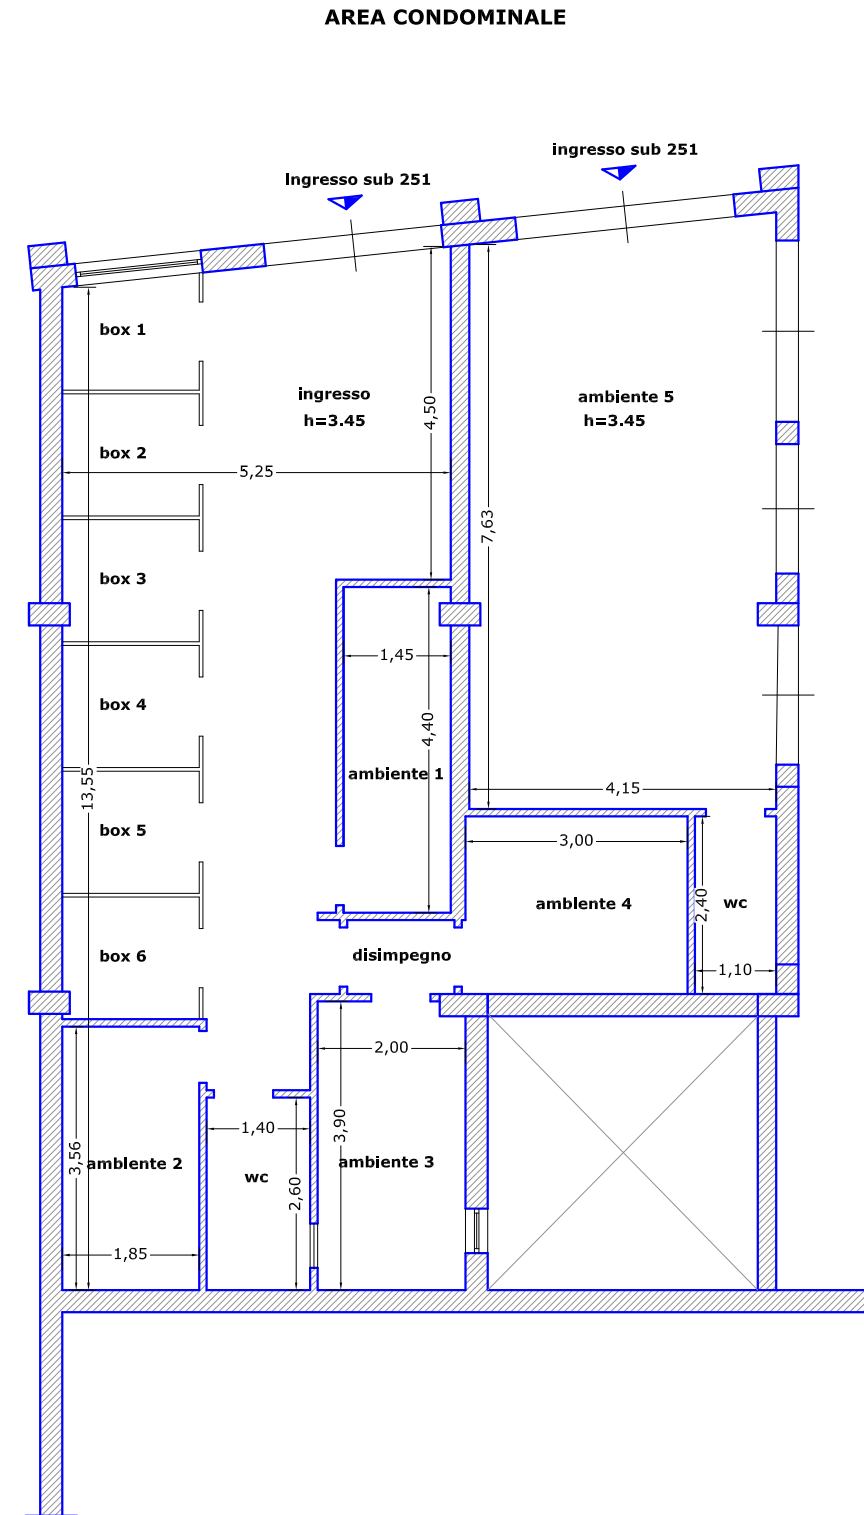 AREA CONDOMINALE
ingresso sub 251
Ingresso sub 251
box 1
ingresso
h=3.45
ambiente 5
h=3.45
4,50
box 2
5,25
7,63
box 3
1,45
4,40
box 4
ambiente 1
13,55
4,15
box 5
3,00
ambiente 4
2,40
wc
box 6
disimpegno
1,10
2,00
3,90
1,40
3,56
ambiente 2
wc
ambiente 3
2,60
1,85